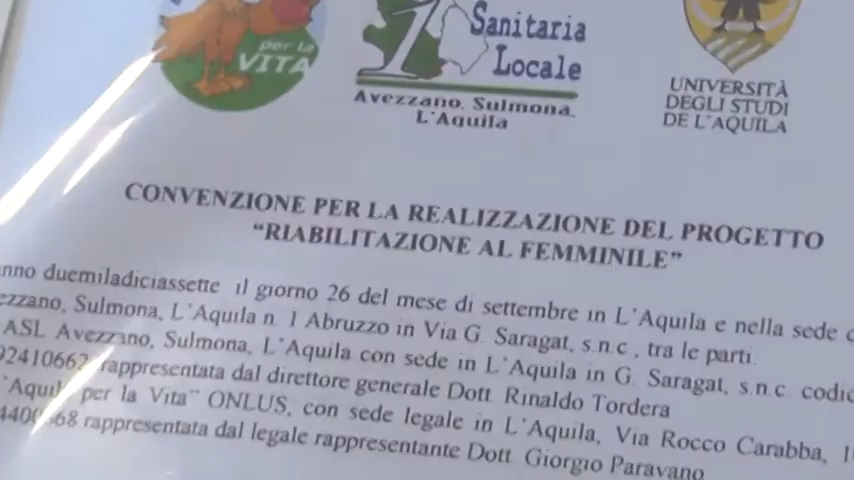 per la
VITA
1 Sanitaria
Locale
Avezzano, Sulmona,
L'Aquila
UNIVERSITÀ
DEGLI STUDI
DE L'AQUILA
CONVENZIONE PER LA REALIZZAZIONE DEL PROGETTO
“RIABILITAZIONE AL FEMMINILE”
nno duemiladiciassette il giorno 26 del mese di settembre in L'Aquila e nella sede
ezzano, Sulmona, L'Aquila n. 1 Abruzzo in Via G. Saragat, s.n.c., tra le parti.
ASL Avezzano, Sulmona, L'Aquila con sede in L'Aquila in G. Saragat, s.n.c. codic
92410662, rappresentata dal direttore generale Dott. Rinaldo Tordera
'Aquila per la Vita” ONLUS, con sede legale in L'Aquila, Via Rocco Carabba,
68 rappresentata dal legale rappresentante Dott. Giorgio Paravano